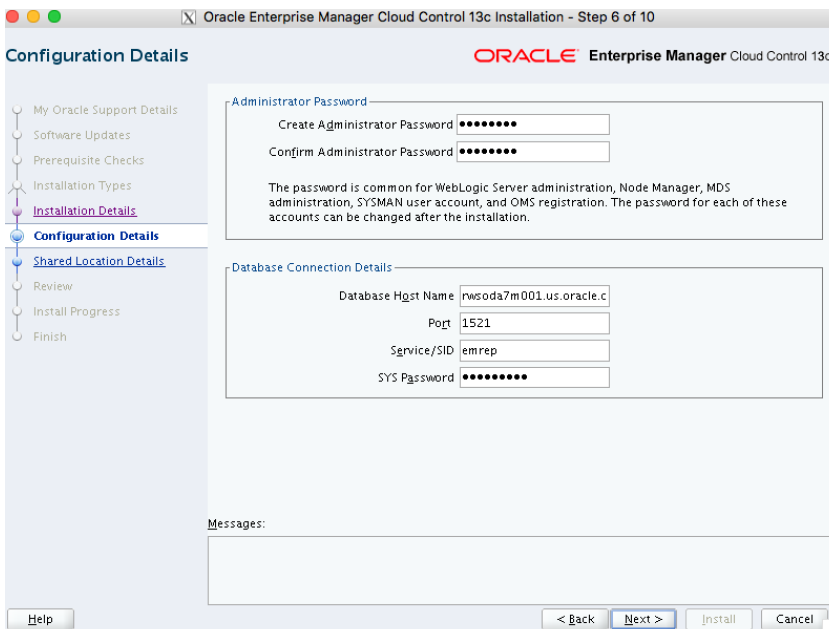 Oracle Enterprise Manager Cloud Control 13c Installation - Step 6 of 10
Configuration Details
ORACLE Enterprise Manager Cloud Control 13c
My Oracle Support Details
Software Updates
Prerequisite Checks
Installation Types
Installation Details
Configuration Details
Shared Location Details
Review
Install Progress
Finish
Administrator Password
Create Administrator Password ••••••••
Confirm Administrator Password ••••••••
The password is common for WebLogic Server administration, Node Manager, MDS
administration, SYSMAN user account, and OMS registration. The password for each of these
accounts can be changed after the installation.
Database Connection Details
Database Host Name rwsoda7m001.us.oracle.c
Port 1521
Service/SID emrep
SYS Password •••••••••
Messages:
Help
< Back
Next >
Install
Cancel